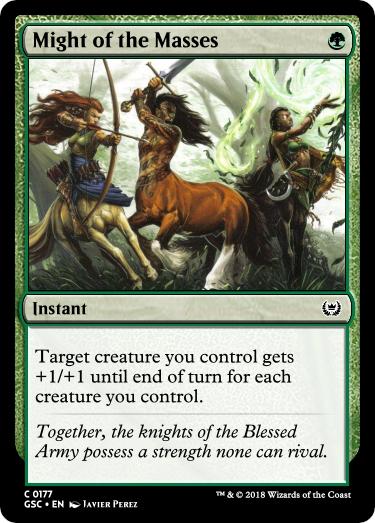 Might of the Masses
Instant
Target creature you control gets
+1/+1 until end of turn for each
creature you control.
Together, the knights of the Blessed
Army possess a strength none can rival.
C 0177
GSC • EN Javier Perez
™ & © 2018 Wizards of the Coast